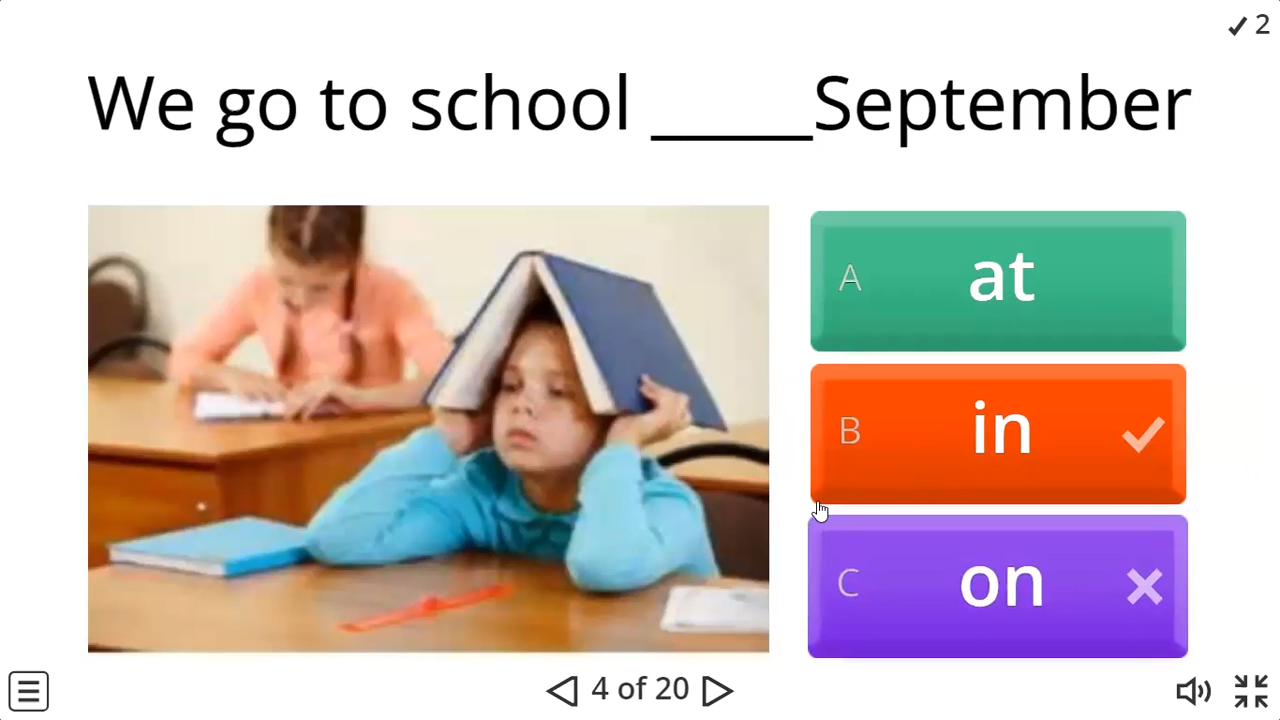 ✓ 2
We go to school _____September
A at
B in ✓
C on ✕
4 of 20